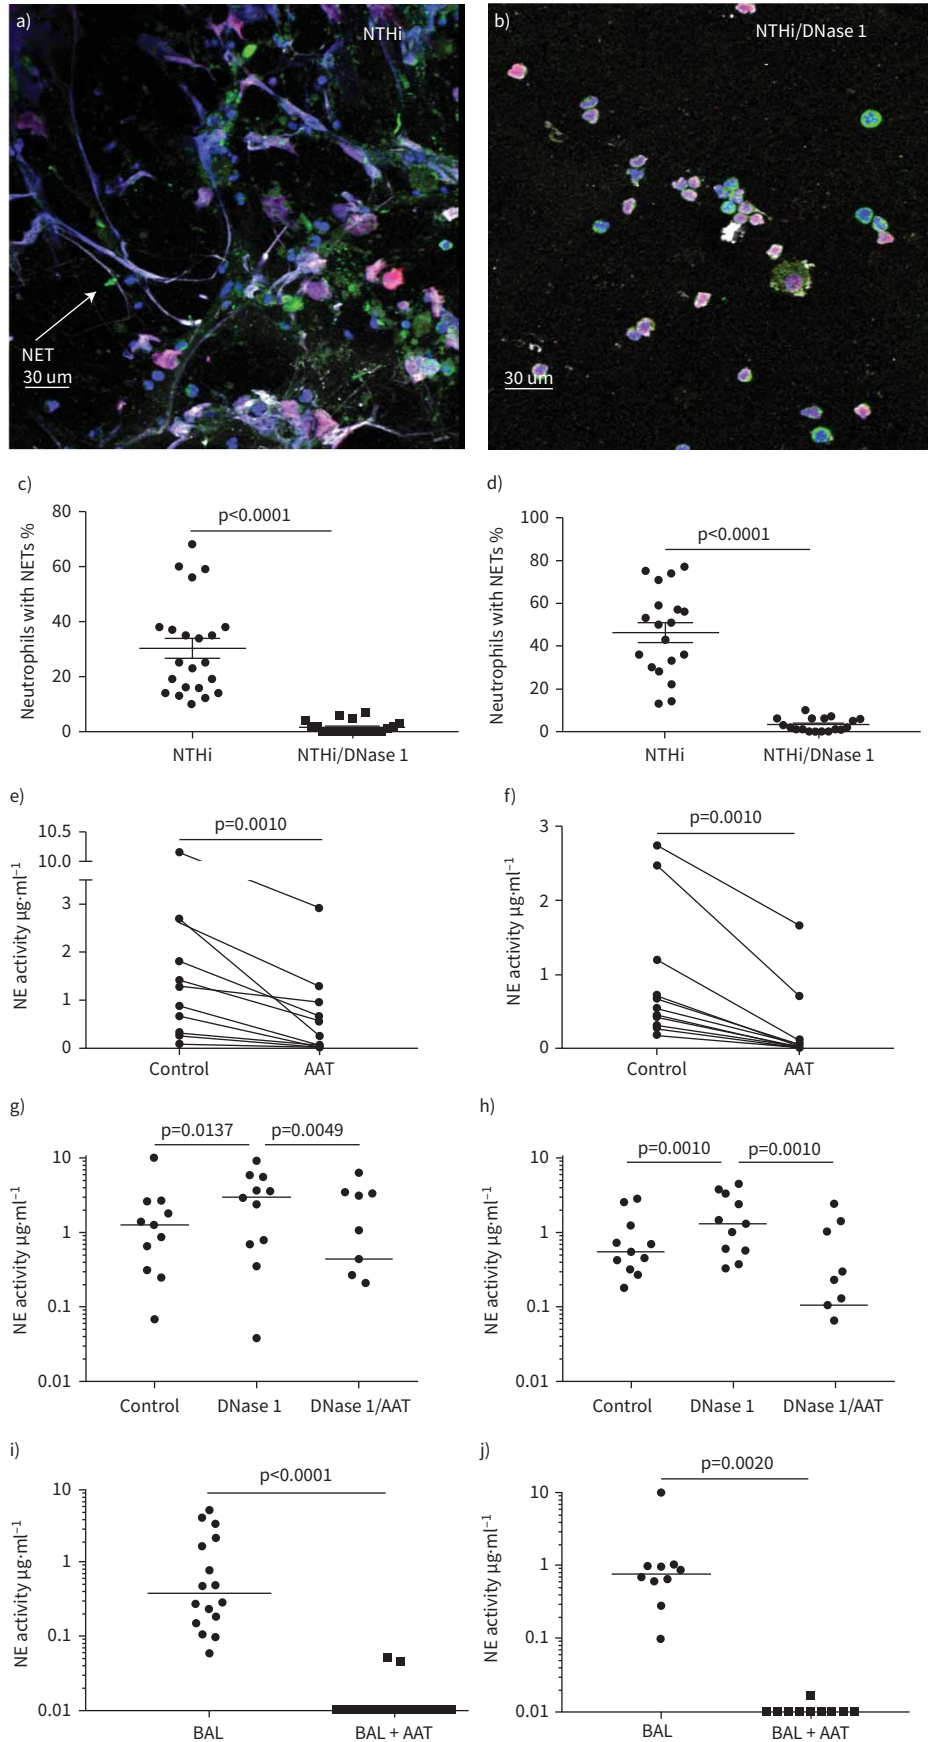 a)
NTHi
NET
30 um
b)
NTHi/DNase 1
30 um
c)
Neutrophils with NETs %
80
60
40
20
0
p<0.0001
NTHi
NTHi/DNase 1
d)
Neutrophils with NETs %
100
80
60
40
20
0
p<0.0001
NTHi
NTHi/DNase 1
e)
NE activity µg·ml⁻¹
10.5
10.0
3
2
1
0
p=0.0010
Control
AAT
f)
NE activity µg·ml⁻¹
3
2
1
0
p=0.0010
Control
AAT
g)
NE activity µg·ml⁻¹
10
1
0.1
0.01
p=0.0137
p=0.0049
Control
DNase 1
DNase 1/AAT
h)
NE activity µg·ml⁻¹
10
1
0.1
0.01
p=0.0010
p=0.0010
Control
DNase 1
DNase 1/AAT
i)
NE activity µg·ml⁻¹
10
1
0.1
0.01
p<0.0001
BAL
BAL + AAT
j)
NE activity µg·ml⁻¹
10
1
0.1
0.01
p=0.0020
BAL
BAL + AAT